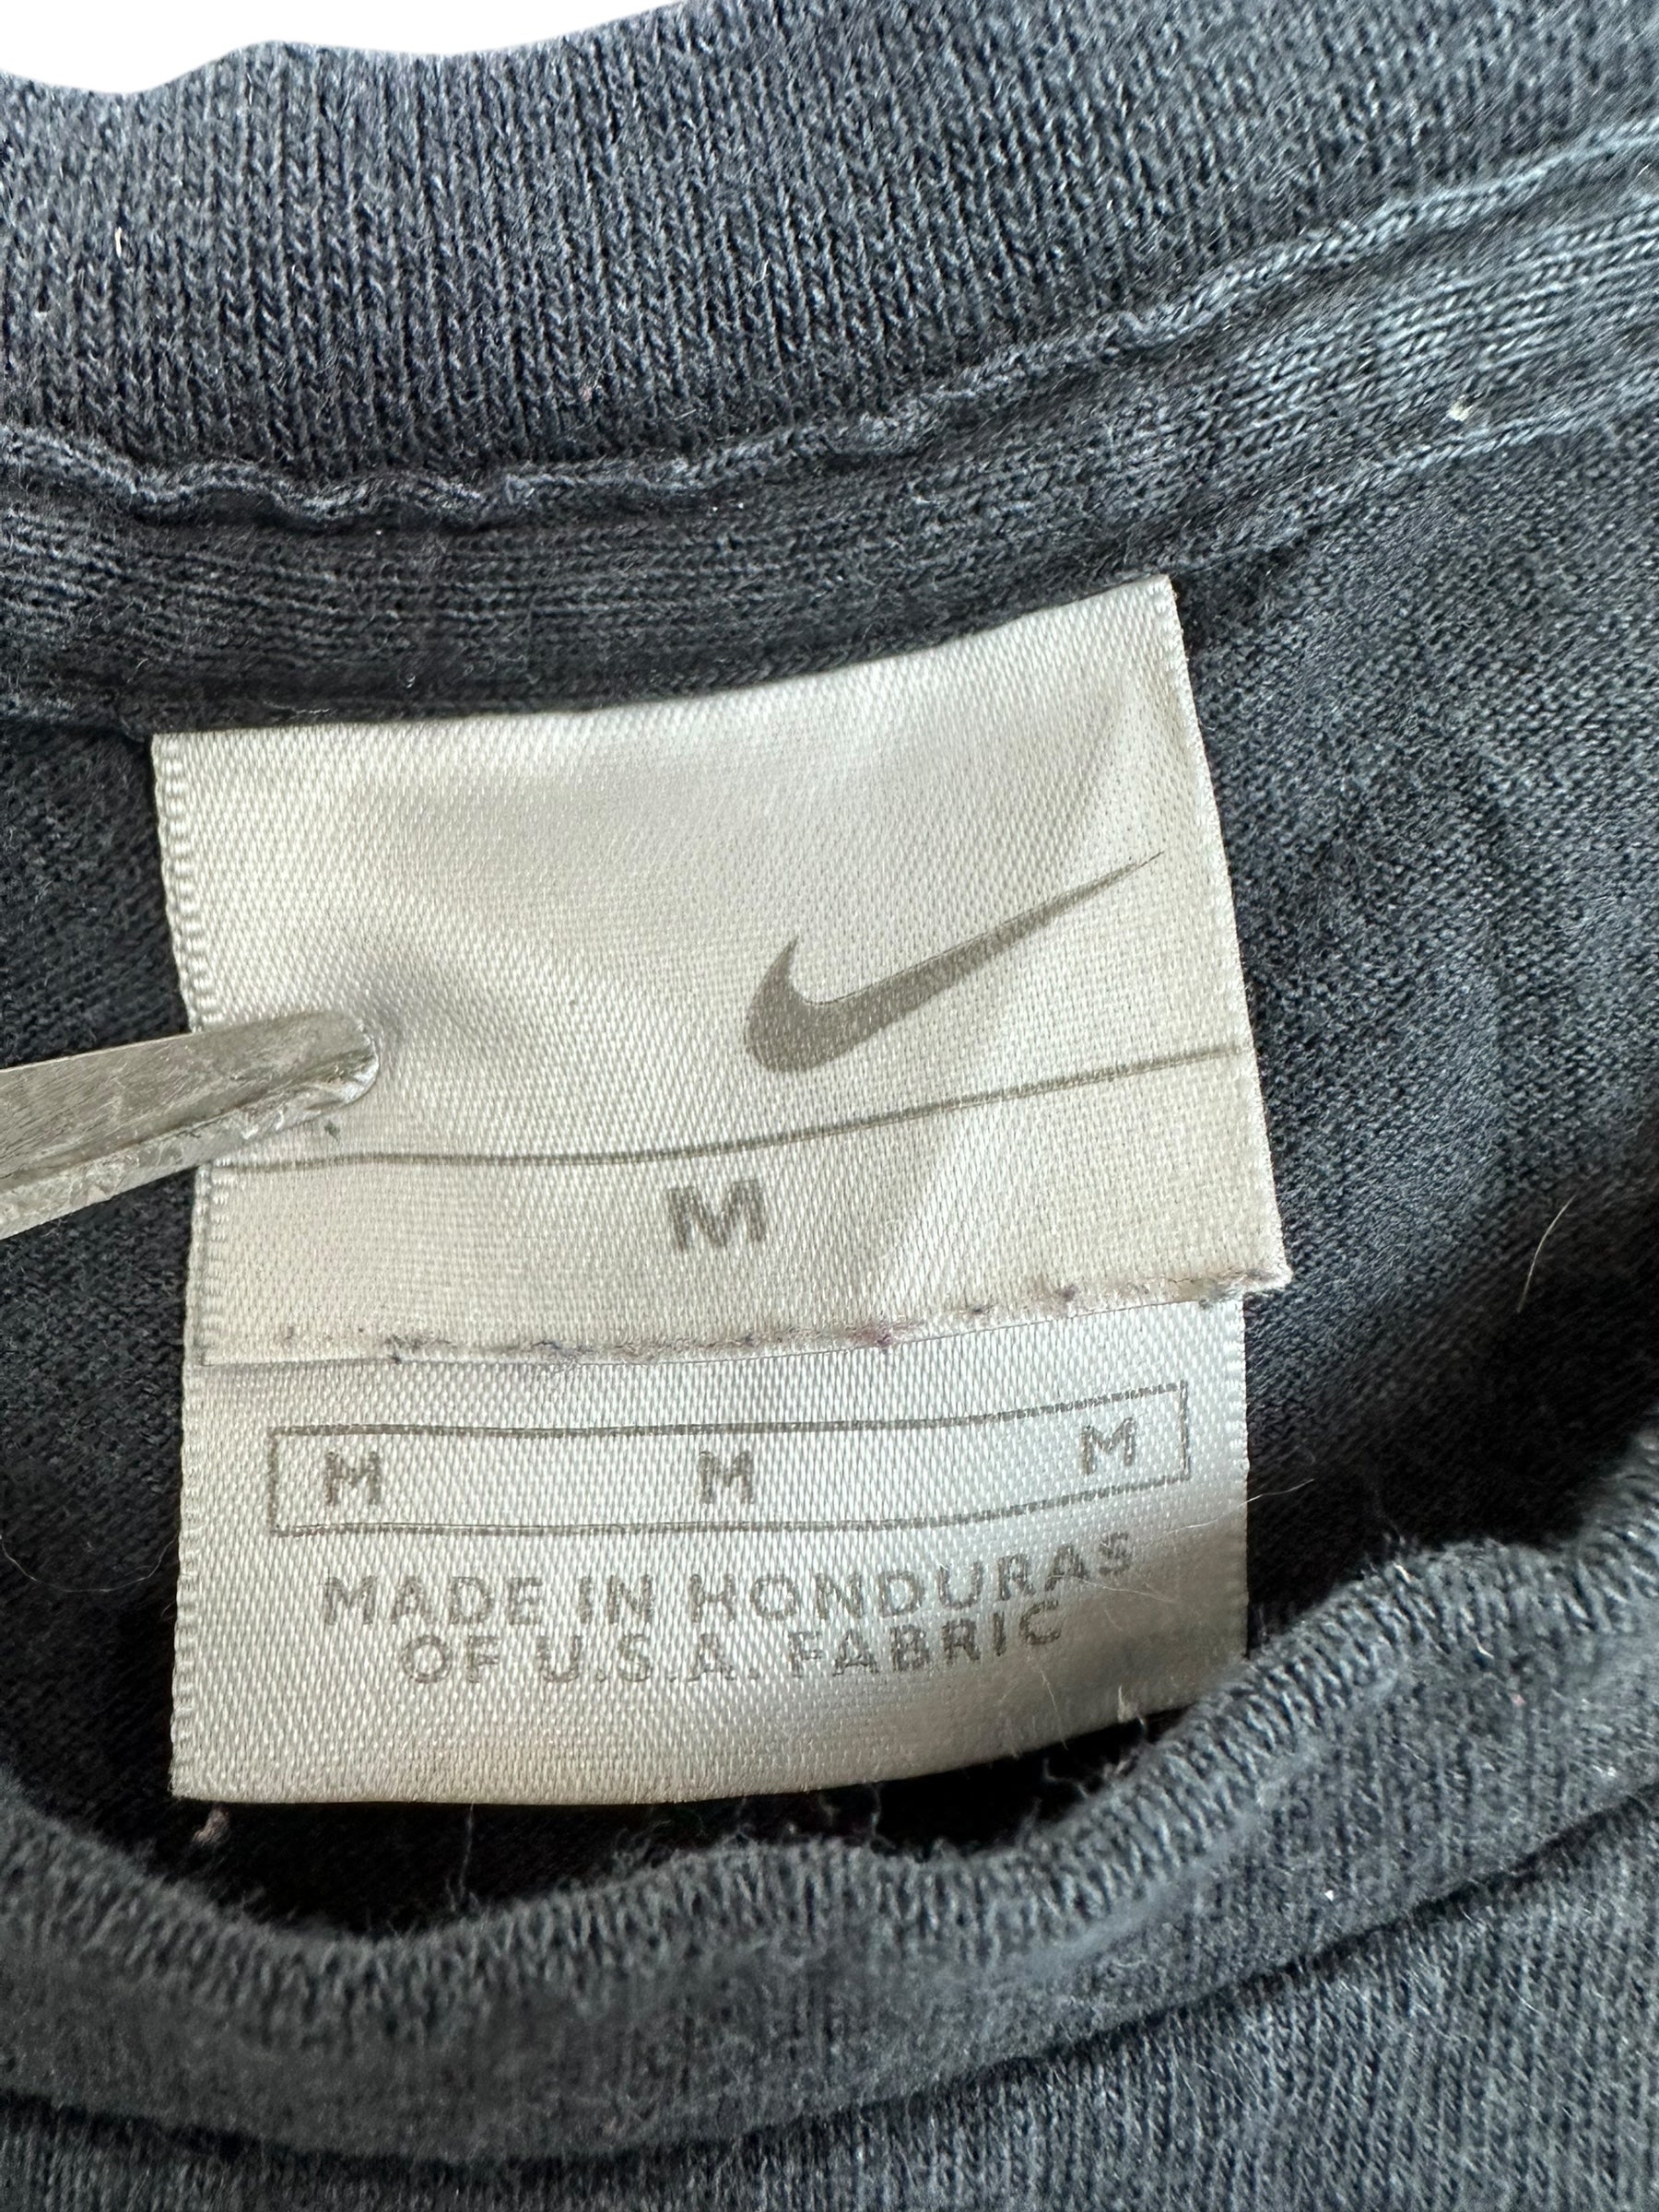 M
M M M
MADE IN HONDURAS
OF U.S.A. FABRIC